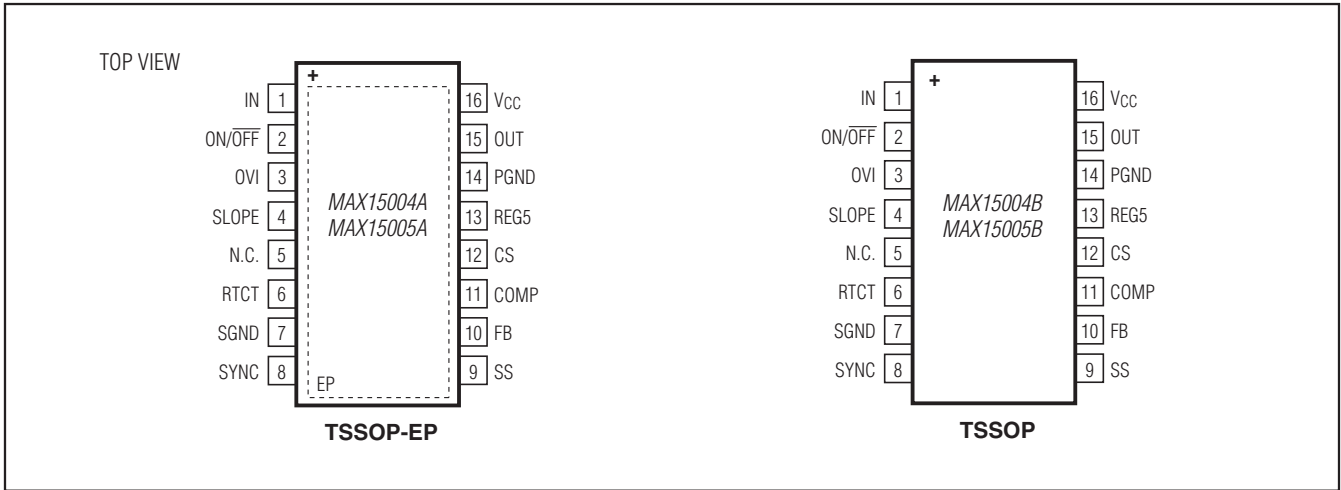 TOP VIEW
+
IN 1
ON/OFF 2
OVI 3
SLOPE 4
N.C. 5
RTCT 6
SGND 7
SYNC 8
MAX15004A
MAX15005A
EP
16 VCC
15 OUT
14 PGND
13 REG5
12 CS
11 COMP
10 FB
9 SS
TSSOP-EP
+
IN 1
ON/OFF 2
OVI 3
SLOPE 4
N.C. 5
RTCT 6
SGND 7
SYNC 8
MAX15004B
MAX15005B
16 VCC
15 OUT
14 PGND
13 REG5
12 CS
11 COMP
10 FB
9 SS
TSSOP